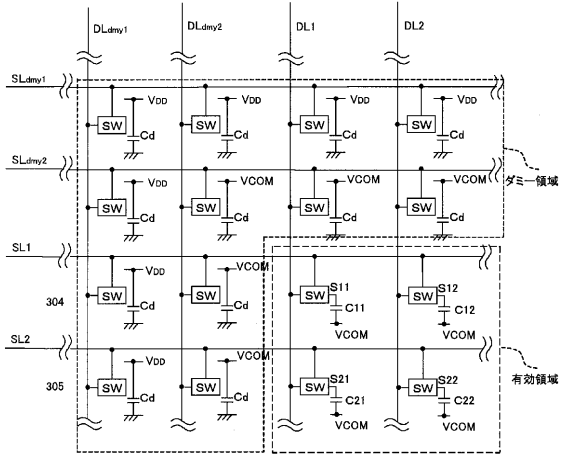 DLdmy1 DLdmy2 DL1 DL2
SLdmy1
VDD VDD VDD VDD
SW Cd SW Cd SW Cd SW Cd
SLdmy2
ダミー領域
VDD VCOM VCOM VCOM
SW Cd SW Cd SW Cd SW Cd
SL1
VDD VCOM
304 SW Cd SW Cd SW S11 C11 SW S12 C12
VCOM VCOM
SL2
VDD VCOM
305 SW Cd SW Cd SW S21 C21 SW S22 C22
有効領域
VCOM VCOM